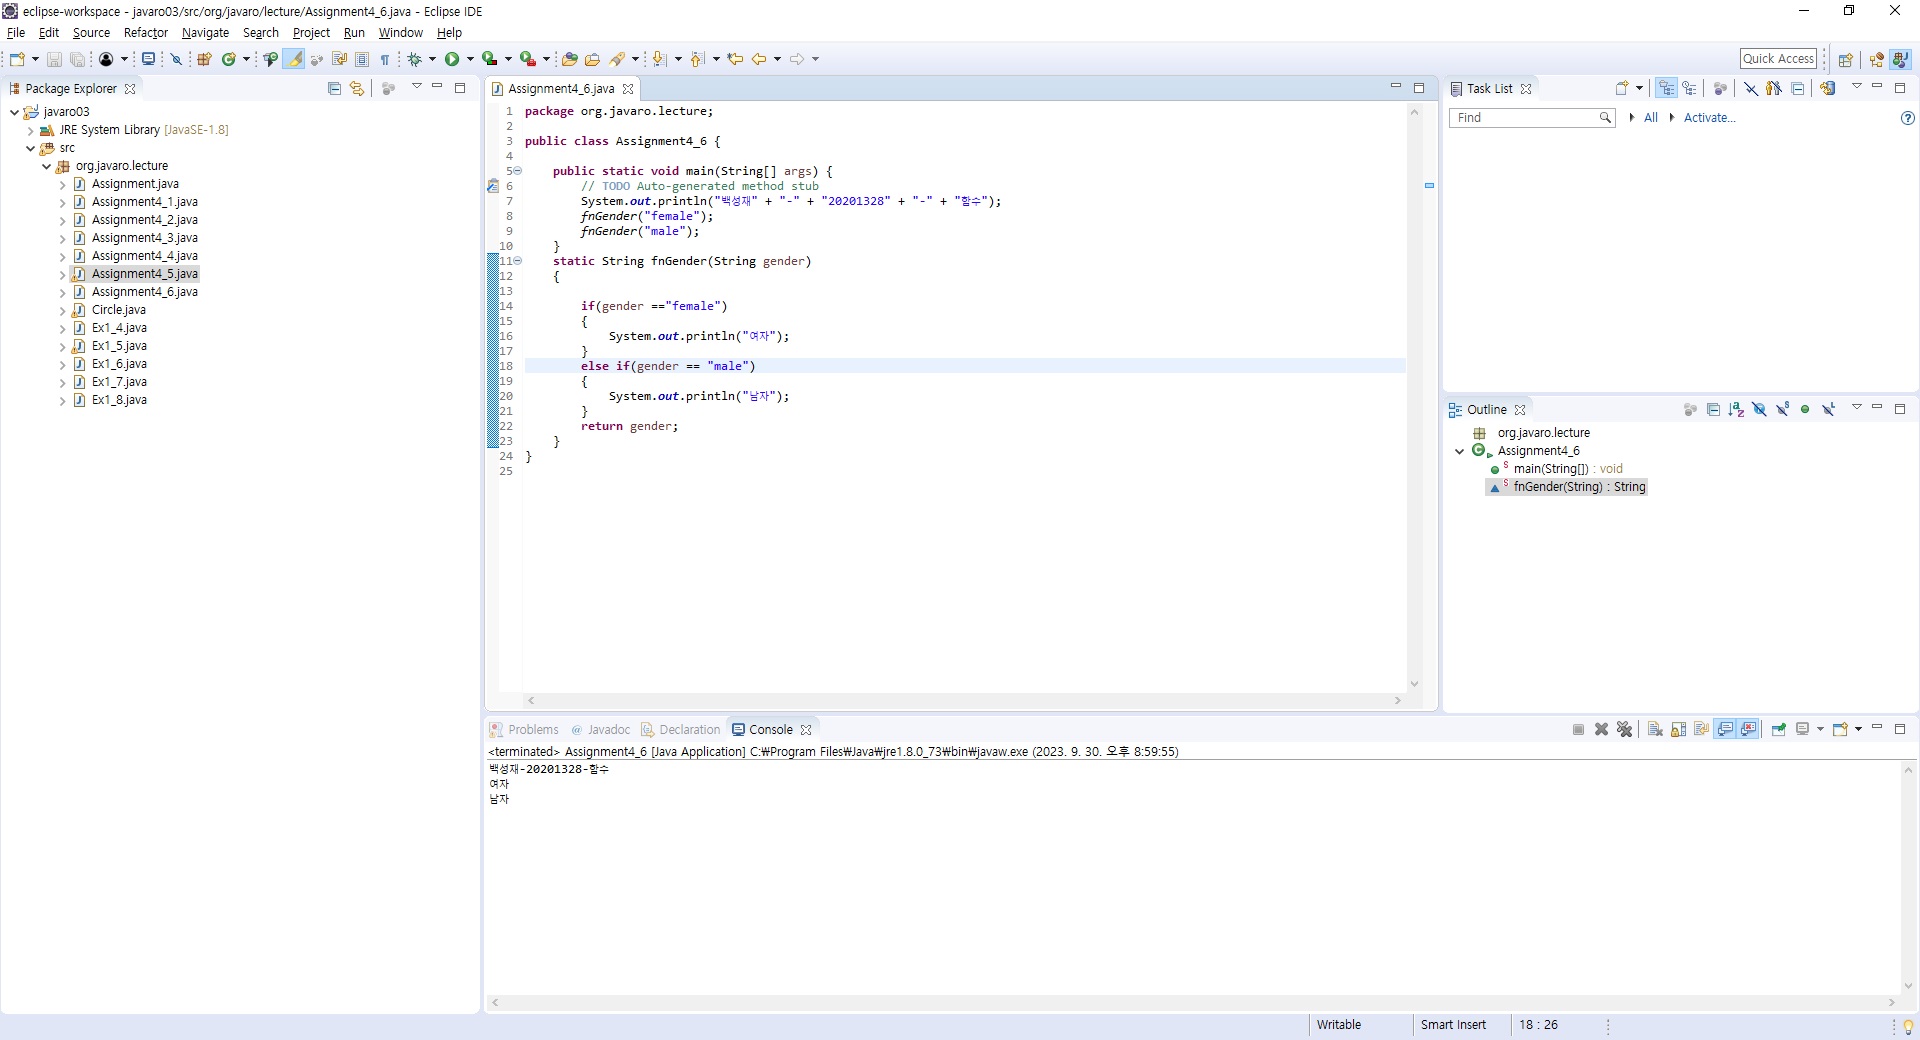 eclipse-workspace - javaro03/src/org/javaro/lecture/Assignment4_6.java - Eclipse IDE
File Edit Source Refactor Navigate Search Project Run Window Help
Quick Access
Package Explorer
javaro03
JRE System Library [JavaSE-1.8]
src
org.javaro.lecture
Assignment.java
Assignment4_1.java
Assignment4_2.java
Assignment4_3.java
Assignment4_4.java
Assignment4_5.java
Assignment4_6.java
Circle.java
Ex1_4.java
Ex1_5.java
Ex1_6.java
Ex1_7.java
Ex1_8.java
Assignment4_6.java
1 package org.javaro.lecture;
2
3 public class Assignment4_6 {
4
5 public static void main(String[] args) {
6 // TODO Auto-generated method stub
7 System.out.println("백성재" + "-" + "20201328" + "-" + "함수");
8 fnGender("female");
9 fnGender("male");
10 }
11 static String fnGender(String gender)
12 {
13
14 if(gender =="female")
15 {
16 System.out.println("여자");
17 }
18 else if(gender == "male")
19 {
20 System.out.println("남자");
21 }
22 return gender;
23 }
24 }
25
Task List
Find
All
Activate...
Outline
org.javaro.lecture
Assignment4_6
main(String[]) : void
fnGender(String) : String
Problems @ Javadoc Declaration Console
<terminated> Assignment4_6 [Java Application] C:₩Program Files₩Java₩jre1.8.0_73₩bin₩javaw.exe (2023. 9. 30. 오후 8:59:55)
백성재-20201328-함수
여자
남자
Writable
Smart Insert
18 : 26